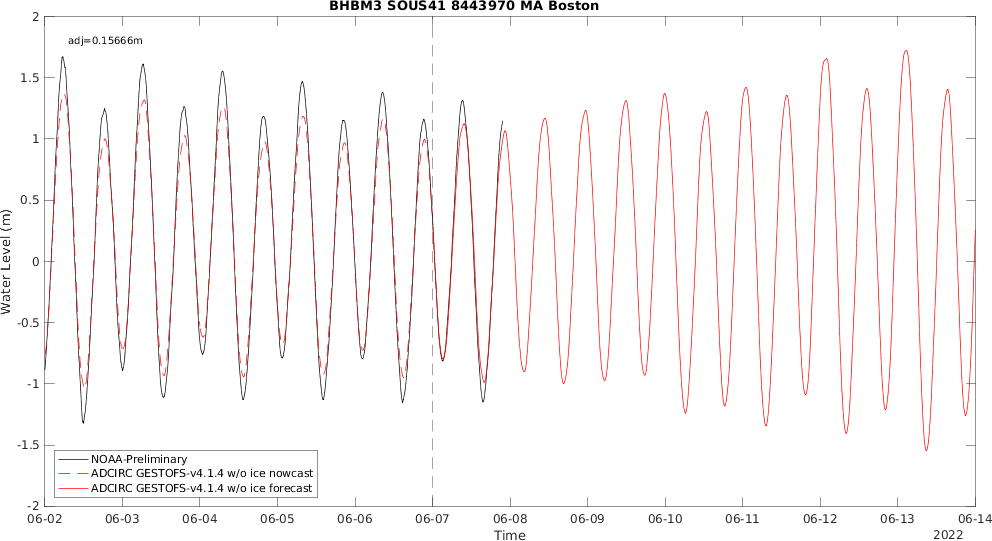 BHBM3 SOUS41 8443970 MA Boston
adj=0.15666m
Water Level (m)
2
1.5
1
0.5
0
-0.5
-1
-1.5
-2
NOAA-Preliminary
ADCIRC GESTOFS-v4.1.4 w/o ice nowcast
ADCIRC GESTOFS-v4.1.4 w/o ice forecast
06-02 06-03 06-04 06-05 06-06 06-07 06-08 06-09 06-10 06-11 06-12 06-13 06-14
Time
2022